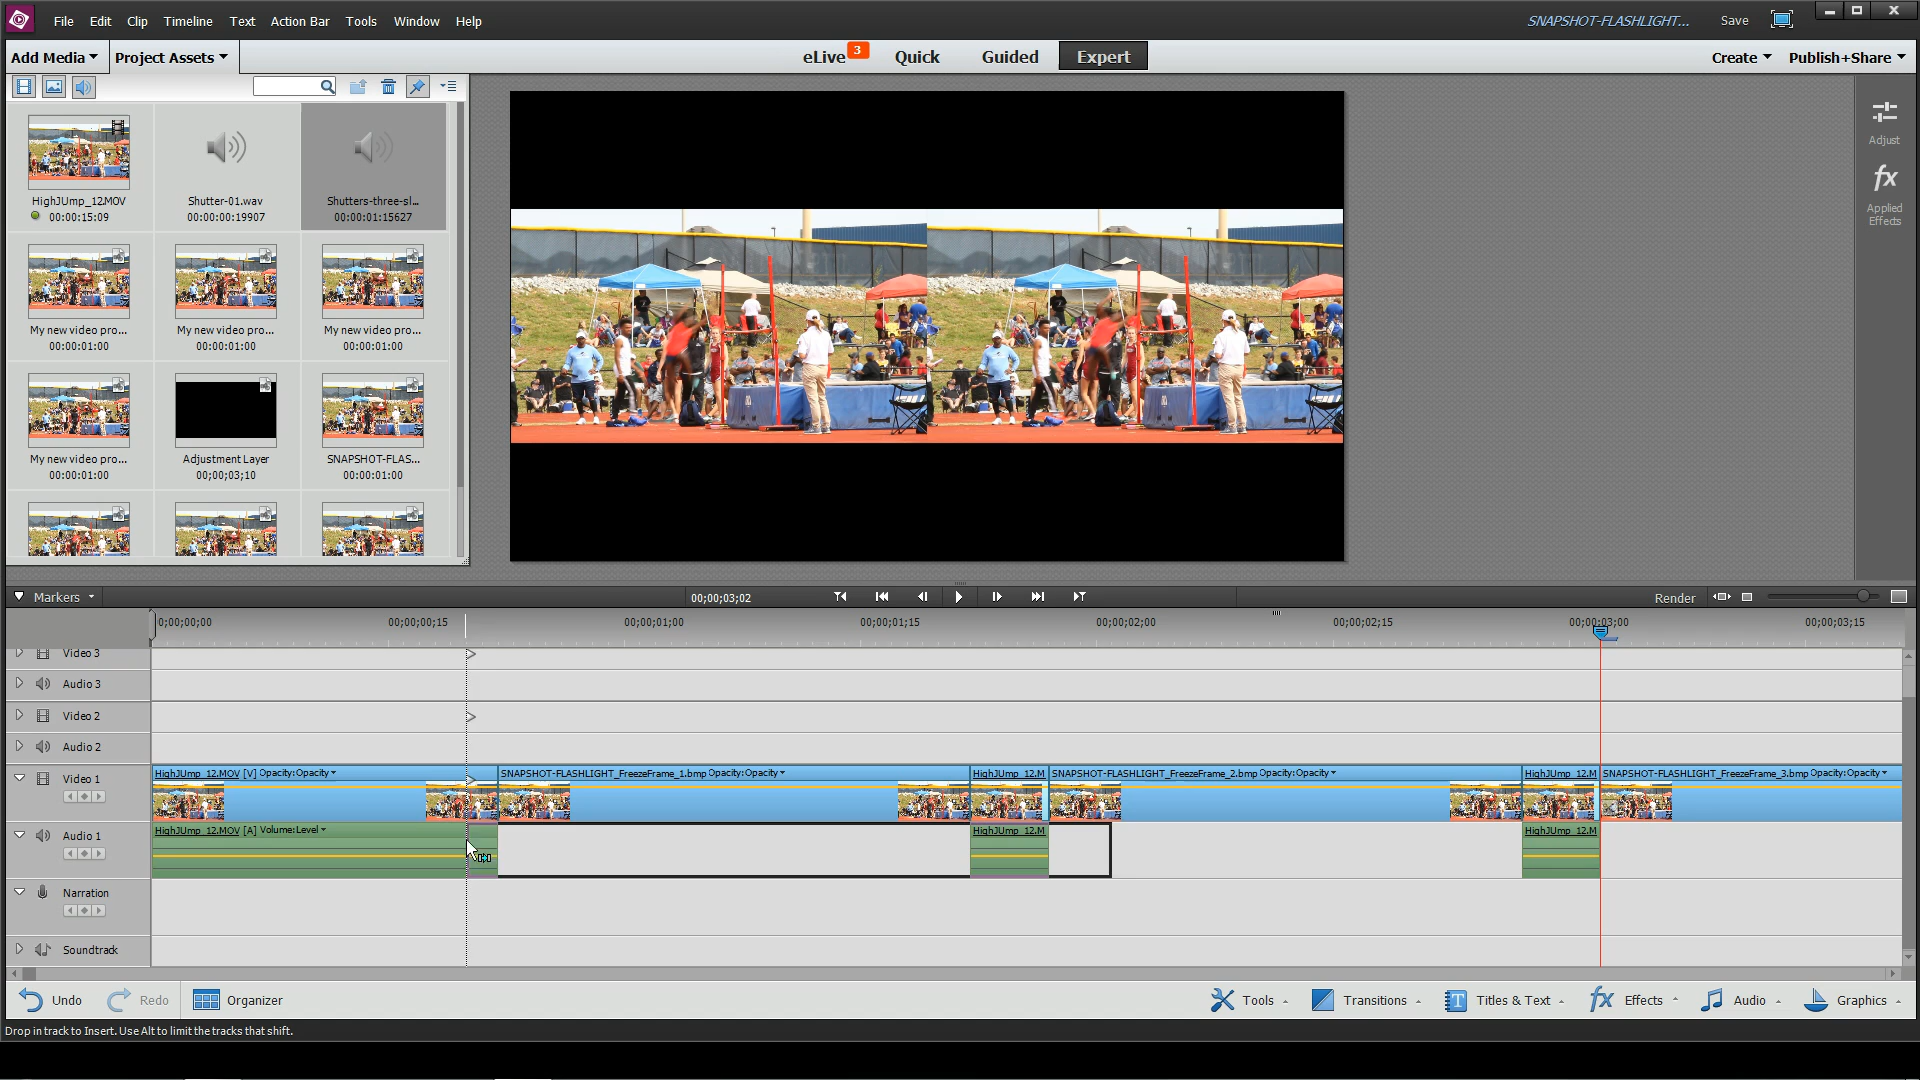 File Edit Clip Timeline Text Action Bar Tools Window Help
SNAPSHOT-FLASHLIGHT... Save
Add Media Project Assets
eLive 3 Quick Guided Expert
Create Publish+Share
HighJUmp_12.MOV
00:00:15:09
Shutter-01.wav
00:00:00:19907
Shutters-three-sl...
00:00:01:15627
My new video pro...
00:00:01:00
My new video pro...
00:00:01:00
My new video pro...
00:00:01:00
My new video pro...
00:00:01:00
Adjustment Layer
00;00;03;10
SNAPSHOT-FLAS...
00:00:01:00
Adjust
fx
Applied
Effects
Markers
00;00;03;02
Render
0;00;00;00 00;00;00;15 00;00;01;00 00;00;01;15 00;00;02;00 00;00;02;15 00;00;03;00 00;00;03;15
Video 3
Audio 3
Video 2
Audio 2
Video 1
HighJUmp_12.MOV [V] Opacity:Opacity
SNAPSHOT-FLASHLIGHT_FreezeFrame_1.bmp Opacity:Opacity
HighJUmp_12.M
SNAPSHOT-FLASHLIGHT_FreezeFrame_2.bmp Opacity:Opacity
HighJUmp_12.M
SNAPSHOT-FLASHLIGHT_FreezeFrame_3.bmp Opacity:Opacity
Audio 1
HighJUmp_12.MOV [A] Volume:Level
HighJUmp_12.M
HighJUmp_12.M
Narration
Soundtrack
Undo Redo Organizer
Tools Transitions Titles & Text fx Effects Audio Graphics
Drop in track to Insert. Use Alt to limit the tracks that shift.